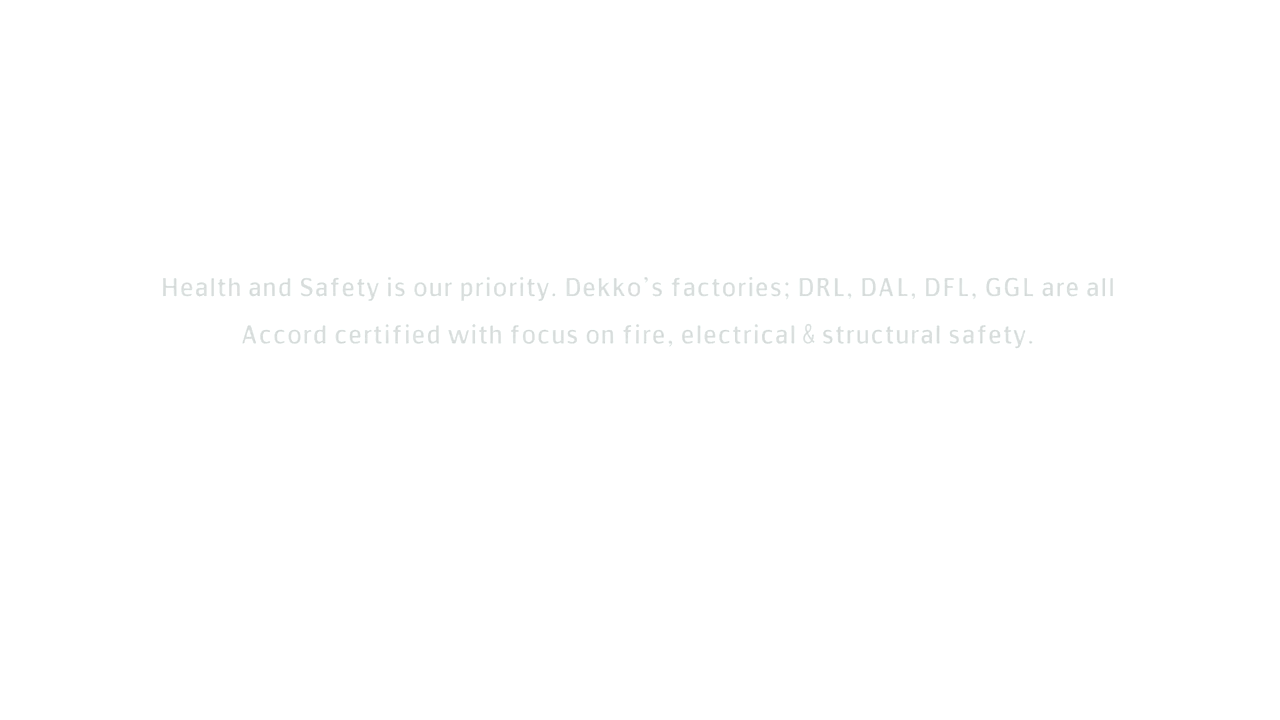 Health and Safety is our priority. Dekko’s factories; DRL, DAL, DFL, GGL are all
Accord certified with focus on fire, electrical & structural safety.